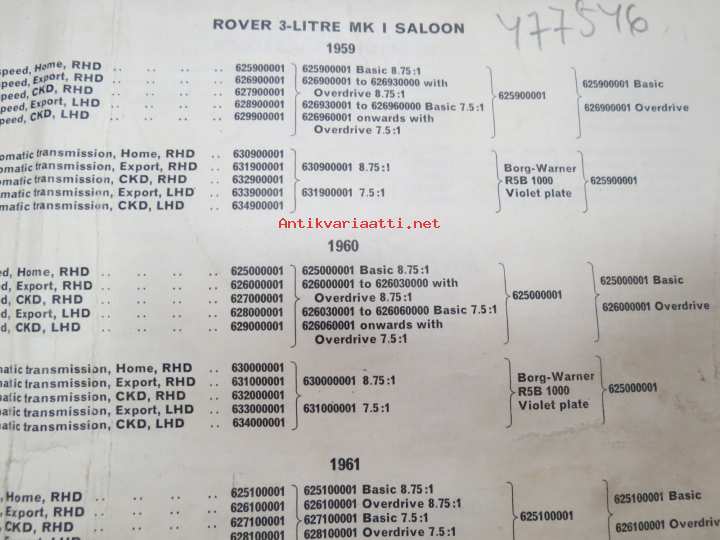 ROVER 3-LITRE MK I SALOON
477546
1959
speed, Home, RHD .. .. .. .. 625900001 625900001 Basic 8.75:1
speed, Export, RHD .. .. .. .. 626900001 626900001 to 626930000 with 625900001 Basic
speed, CKD, RHD .. .. .. .. 627900001 Overdrive 8.75:1 625900001
speed, Export, LHD .. .. .. .. 628900001 626930001 to 626960000 Basic 7.5:1 626900001 Overdrive
speed, CKD, LHD .. .. .. .. 629900001 626960001 onwards with
Overdrive 7.5:1
omatic transmission, Home, RHD .. 630900001
omatic transmission, Export, RHD .. 631900001 630900001 8.75:1 Borg-Warner
omatic transmission, CKD, RHD .. 632900001 R5B 1000 625900001
matic transmission, Export, LHD .. 633900001 631900001 7.5:1 Violet plate
matic transmission, CKD, LHD .. 634900001
Antikvariaatti.net
1960
ed, Home, RHD .. .. .. .. 625000001 625000001 Basic 8.75:1
ed, Export, RHD .. .. .. .. 626000001 626000001 to 626030000 with 625000001 Basic
d, CKD, RHD .. .. .. .. 627000001 Overdrive 8.75:1 625000001
d, Export, LHD .. .. .. .. 628000001 626030001 to 626060000 Basic 7.5:1 626000001 Overdrive
d, CKD, LHD .. .. .. .. 629000001 626060001 onwards with
Overdrive 7.5:1
matic transmission, Home, RHD .. 630000001
matic transmission, Export, RHD .. 631000001 630000001 8.75:1 Borg-Warner
matic transmission, CKD, RHD .. 632000001 R5B 1000 625000001
matic transmission, Export, LHD .. 633000001 631000001 7.5:1 Violet plate
matic transmission, CKD, LHD .. 634000001
1961
, Home, RHD .. .. .. .. 625100001 625100001 Basic 8.75:1
, Export, RHD .. .. .. .. 626100001 626100001 Overdrive 8.75:1 625100001 Basic
, CKD, RHD .. .. .. .. 627100001 627100001 Basic 7.5:1 625100001
Export, LHD .. .. .. .. 628100001 628100001 Overdrive 7.5:1 626100001 Overdrive